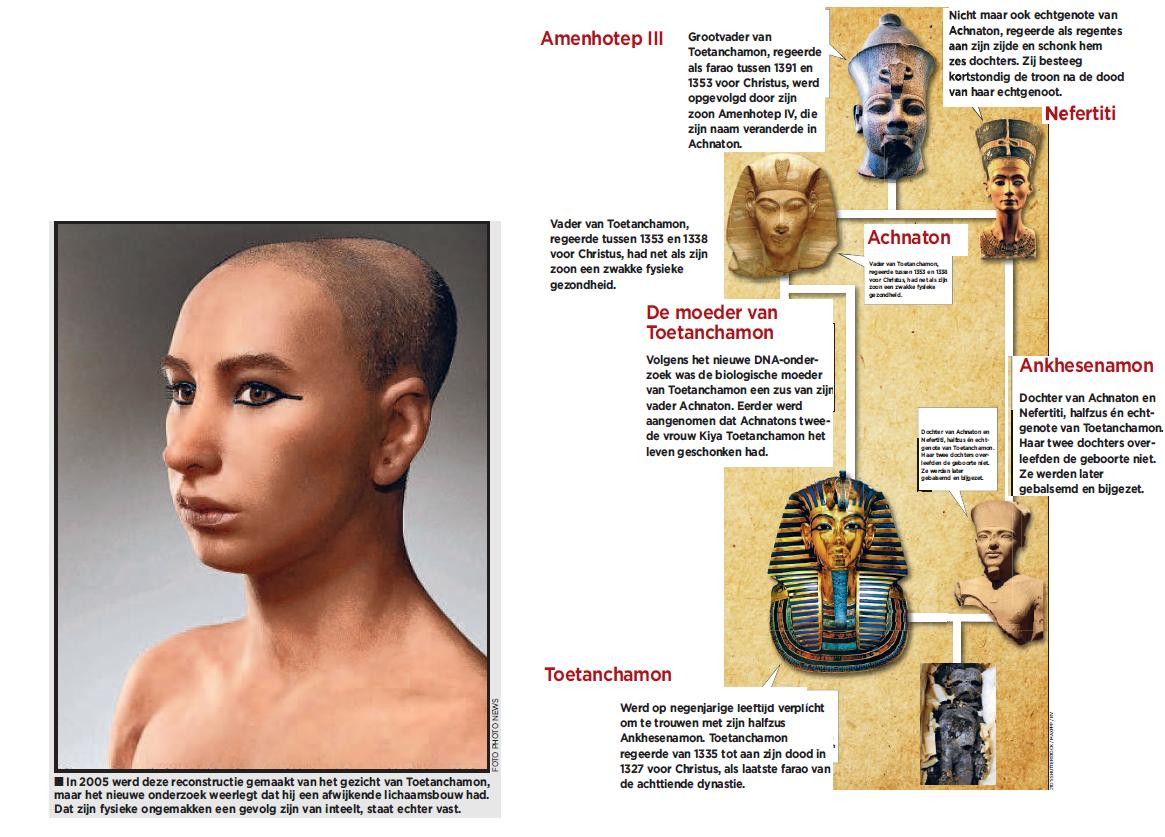 Amenhotep III
Grootvader van
Toetanchamon, regeerde
als farao tussen 1391 en
1353 voor Christus, werd
opgevolgd door zijn
zoon Amenhotep IV, die
zijn naam veranderde in
Achnaton.
Nicht maar ook echtgenote van
Achnaton, regeerde als regentes
aan zijn zijde en schonk hem
zes dochters. Zij besteeg
kortstondig de troon na de dood
van haar echtgenoot.
Nefertiti
Vader van Toetanchamon,
regeerde tussen 1353 en 1338
voor Christus, had net als zijn
zoon een zwakke fysieke
gezondheid.
Achnaton
Vader van Toetanchamon,
regeerde tussen 1353 en 1338
voor Christus, had net als zijn
zoon een zwakke fysieke
gezondheid.
De moeder van
Toetanchamon
Volgens het nieuwe DNA-onder-
zoek was de biologische moeder
van Toetanchamon een zus van zijn
vader Achnaton. Eerder werd
aangenomen dat Achnatons twee-
de vrouw Kiya Toetanchamon het
leven geschonken had.
Ankhesenamon
Dochter van Achnaton en
Nefertiti, halfzus én echt-
genote van Toetanchamon.
Haar twee dochters over-
leefden de geboorte niet.
Ze werden later
gebalsemd en bijgezet.
Dochter van Achnaton en
Nefertiti, halfzus én echt-
genote van Toetanchamon.
Haar twee dochters over-
leefden de geboorte niet.
Ze werden later
gebalsemd en bijgezet.
Toetanchamon
Werd op negenjarige leeftijd verplicht
om te trouwen met zijn halfzus
Ankhesenamon. Toetanchamon
regeerde van 1335 tot aan zijn dood in
1327 voor Christus, als laatste farao van
de achttiende dynastie.
FOTO PHOTO NEWS
■ In 2005 werd deze reconstructie gemaakt van het gezicht van Toetanchamon,
maar het nieuwe onderzoek weerlegt dat hij een afwijkende lichaamsbouw had.
Dat zijn fysieke ongemakken een gevolg zijn van inteelt, staat echter vast.